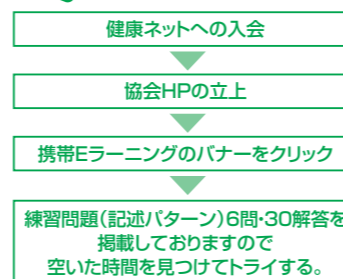 健康ネットへの入会
協会HPの立上
携帯Eラーニングのバナーをクリック
練習問題(記述パターン)6問・30解答を
掲載しておりますので
空いた時間を見つけてトライする。